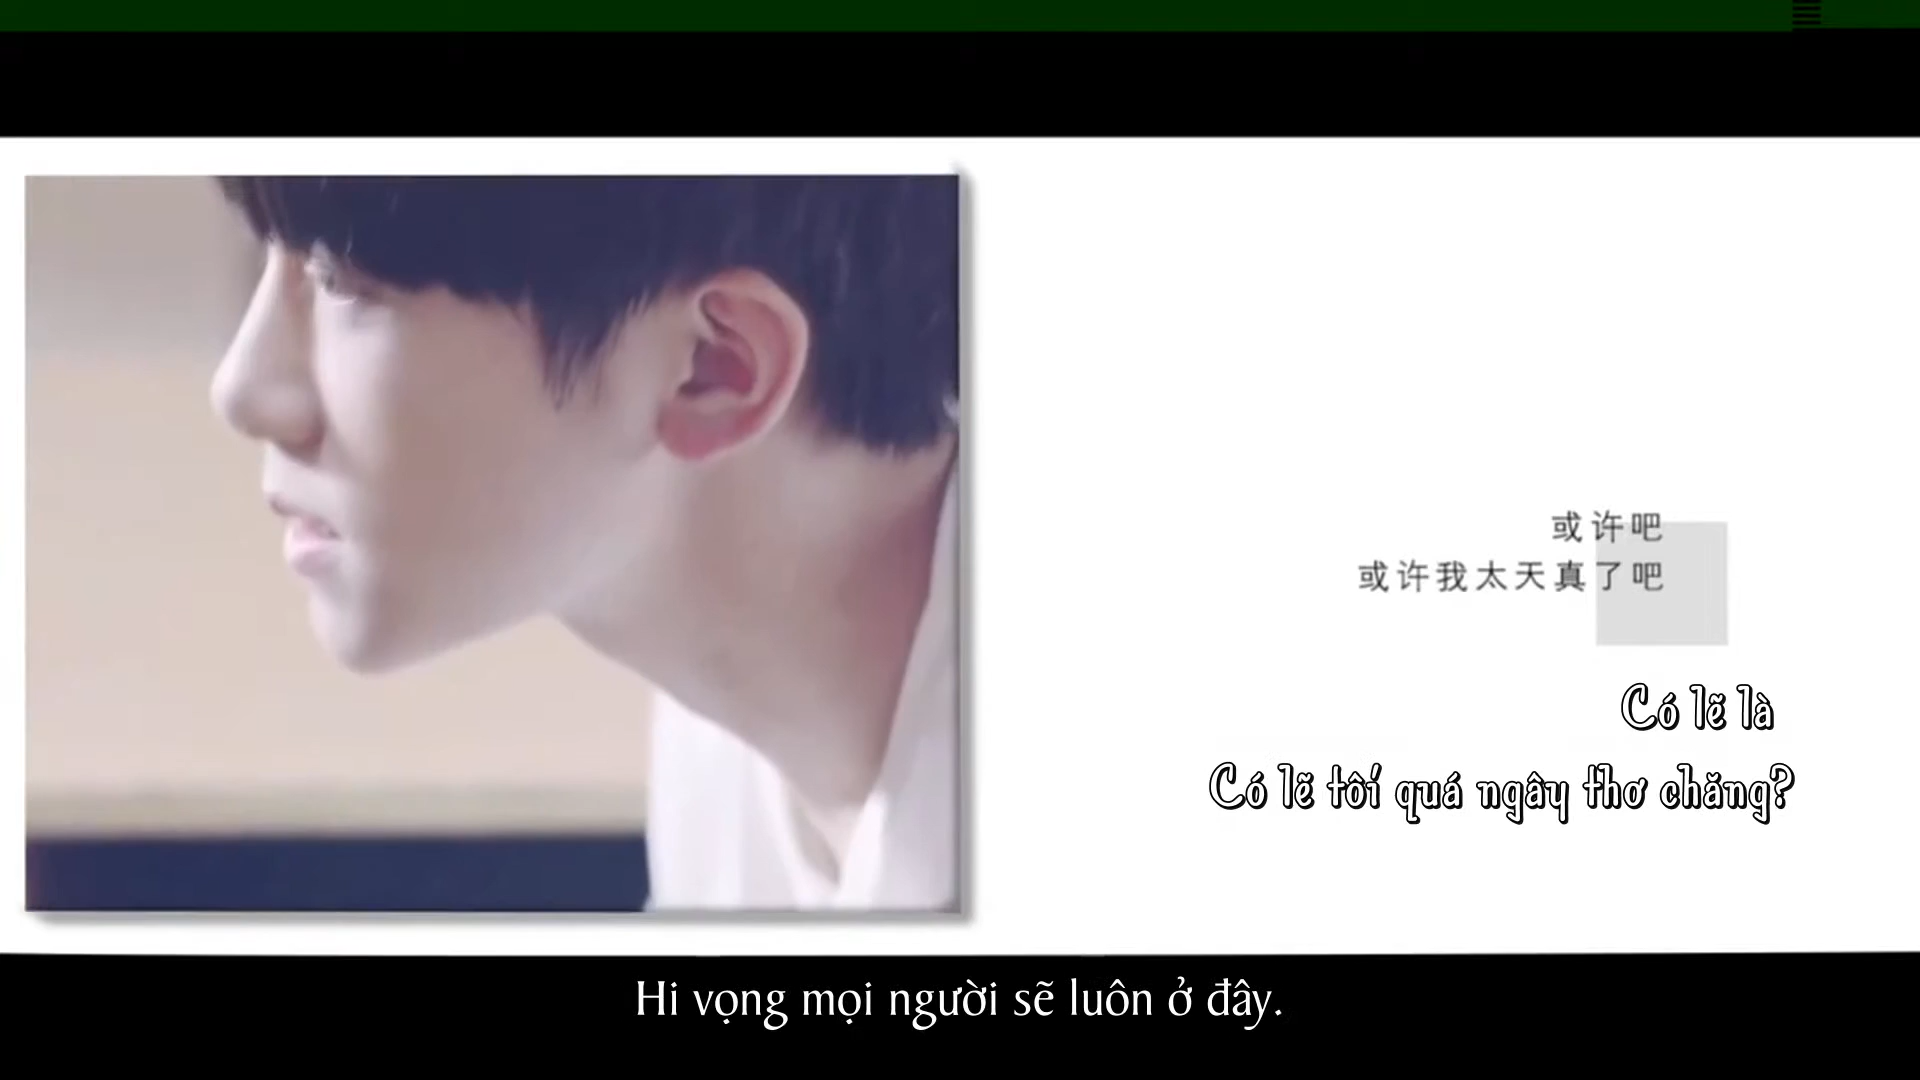 或许吧
或许我太天真了吧
Có lẽ là
Có lẽ tôi quá ngây thơ chăng?
Hi vọng mọi người sẽ luôn ở đây.